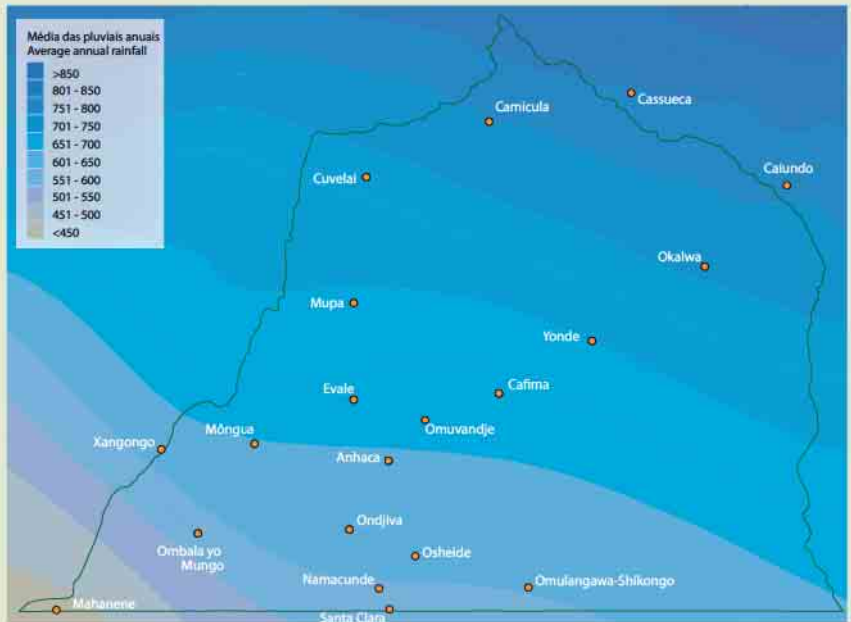 Média das pluviais anuais
Average annual rainfall
>850
801 - 850
751 - 800
701 - 750
651 - 700
601 - 650
551 - 600
501 - 550
451 - 500
<450
Cassueca
Camicula
Cuvelai
Caiundo
Okalwa
Mupa
Yonde
Evale
Cafima
Omuvandje
Môngua
Xangongo
Anhaca
Ondjiva
Ombala yo
Mungo
Osheide
Namacunde
Omulangawa-Shikongo
Mahanene
Santa Clara